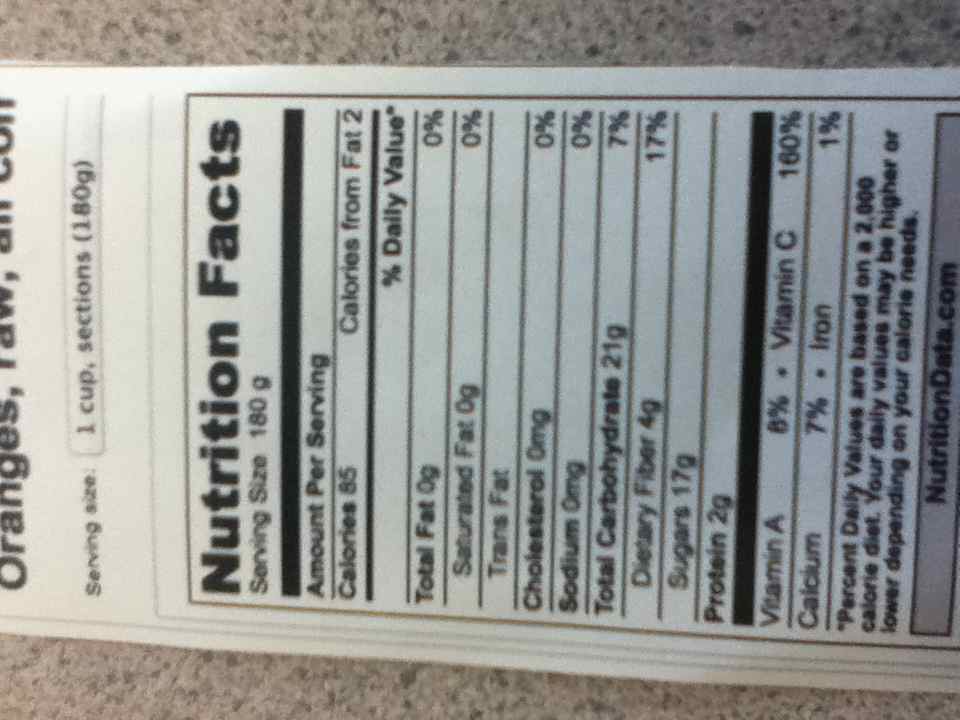 Oranges, raw, all com
Serving size: 1 cup, sections (180g)
Nutrition Facts
Serving Size 180 g
Amount Per Serving
Calories 85 Calories from Fat 2
% Daily Value*
Total Fat 0g 0%
Saturated Fat 0g 0%
Trans Fat
Cholesterol 0mg 0%
Sodium 0mg 0%
Total Carbohydrate 21g 7%
Dietary Fiber 4g 17%
Sugars 17g
Protein 2g
Vitamin A 8% • Vitamin C 160%
Calcium 7% • Iron 1%
*Percent Daily Values are based on a 2,000
calorie diet. Your daily values may be higher or
lower depending on your calorie needs.
NutritionData.com